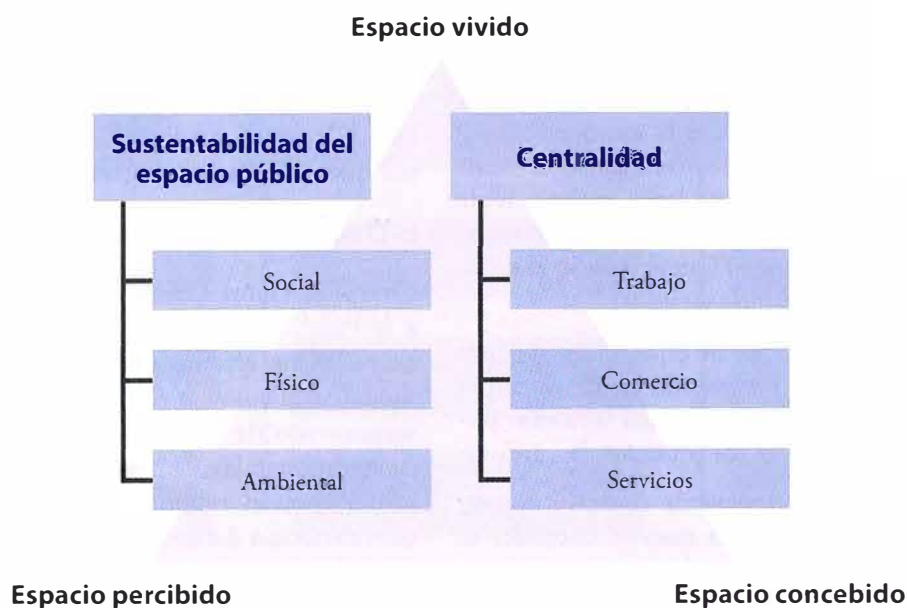 Espacio vivido
Sustentabilidad del
espacio público
Centralidad
Social
Trabajo
Físico
Comercio
Ambiental
Servicios
Espacio percibido
Espacio concebido